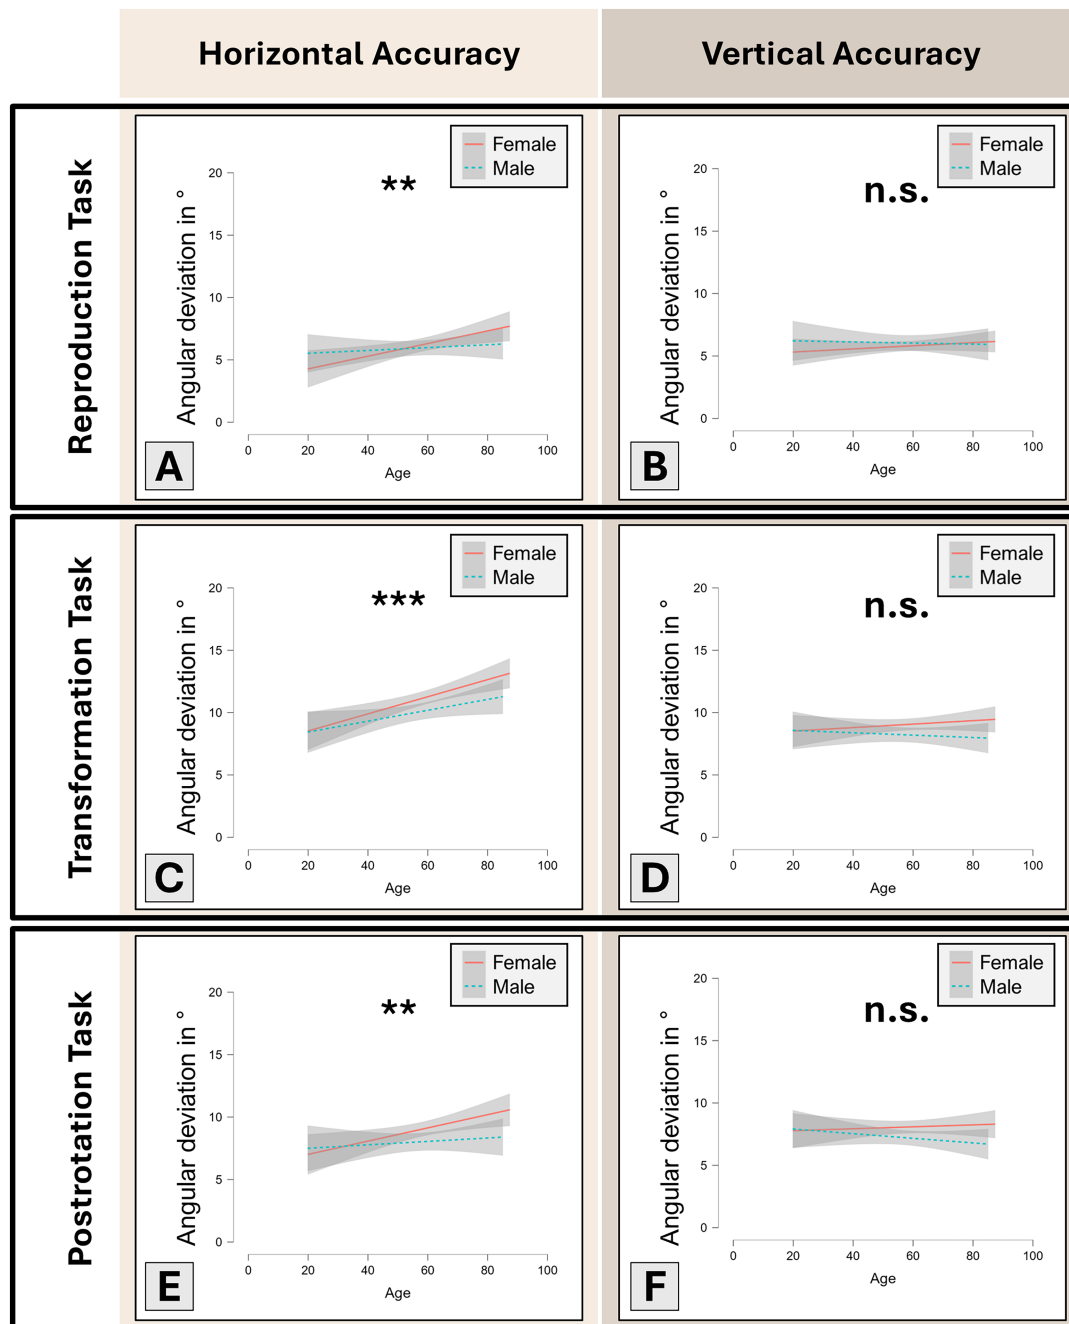 Horizontal Accuracy
Vertical Accuracy
Reproduction Task
Female
Male
**
Angular deviation in °
20
15
10
5
0
0 20 40 60 80 100
Age
A
Female
Male
n.s.
Angular deviation in °
20
15
10
5
0
0 20 40 60 80 100
Age
B
Transformation Task
Female
Male
***
Angular deviation in °
20
15
10
5
0
0 20 40 60 80 100
Age
C
Female
Male
n.s.
Angular deviation in °
20
15
10
5
0
0 20 40 60 80 100
Age
D
Postrotation Task
Female
Male
**
Angular deviation in °
20
15
10
5
0
0 20 40 60 80 100
Age
E
Female
Male
n.s.
Angular deviation in °
20
15
10
5
0
0 20 40 60 80 100
Age
F